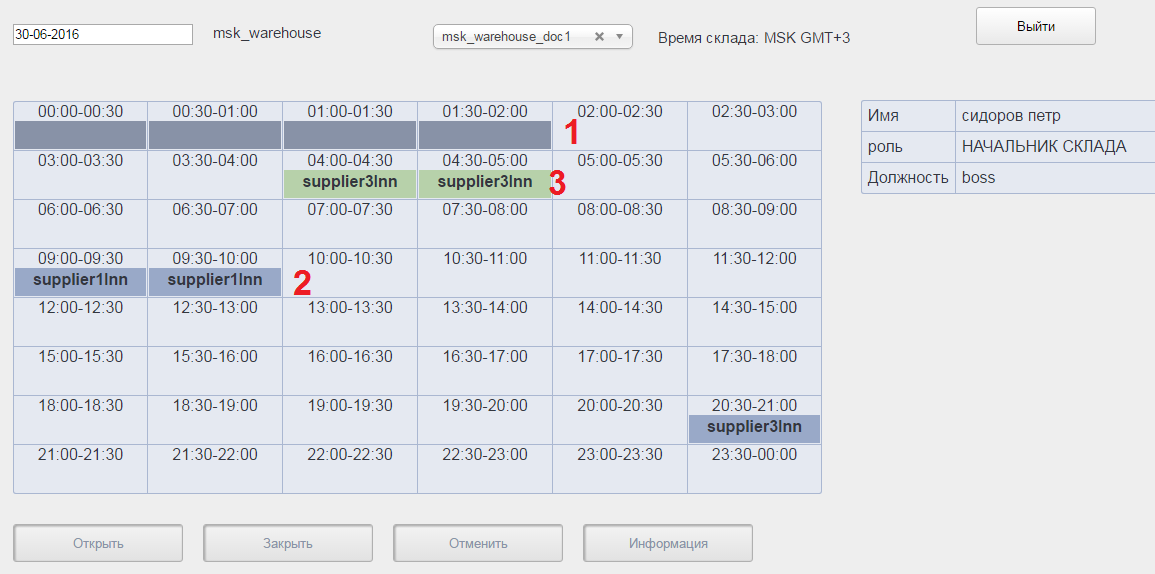 30-06-2016 msk_warehouse msk_warehouse_doc1 Время склада: MSK GMT+3 Выйти
00:00-00:30 00:30-01:00 01:00-01:30 01:30-02:00 02:00-02:30 02:30-03:00
1
03:00-03:30 03:30-04:00 04:00-04:30 04:30-05:00 05:00-05:30 05:30-06:00
supplier3Inn supplier3Inn 3
06:00-06:30 06:30-07:00 07:00-07:30 07:30-08:00 08:00-08:30 08:30-09:00
09:00-09:30 09:30-10:00 10:00-10:30 10:30-11:00 11:00-11:30 11:30-12:00
supplier1Inn supplier1Inn 2
12:00-12:30 12:30-13:00 13:00-13:30 13:30-14:00 14:00-14:30 14:30-15:00
15:00-15:30 15:30-16:00 16:00-16:30 16:30-17:00 17:00-17:30 17:30-18:00
18:00-18:30 18:30-19:00 19:00-19:30 19:30-20:00 20:00-20:30 20:30-21:00
supplier3Inn
21:00-21:30 21:30-22:00 22:00-22:30 22:30-23:00 23:00-23:30 23:30-00:00
Имя сидоров петр
роль НАЧАЛЬНИК СКЛАДА
Должность boss
Открыть Закрыть Отменить Информация